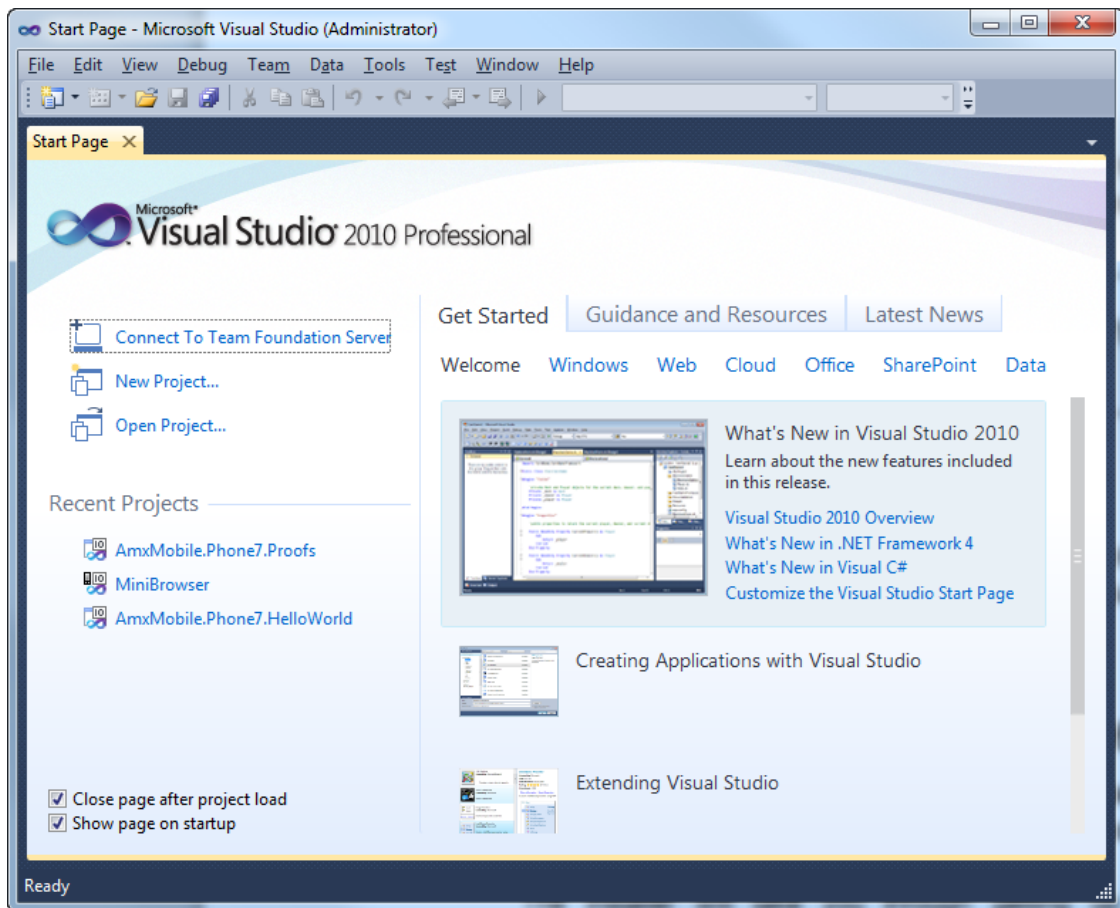 Start Page - Microsoft Visual Studio (Administrator)
File Edit View Debug Team Data Tools Test Window Help
Start Page
Microsoft®
Visual Studio 2010 Professional
Connect To Team Foundation Server
New Project...
Open Project...
Recent Projects
AmxMobile.Phone7.Proofs
MiniBrowser
AmxMobile.Phone7.HelloWorld
Close page after project load
Show page on startup
Get Started Guidance and Resources Latest News
Welcome Windows Web Cloud Office SharePoint Data
What's New in Visual Studio 2010
Learn about the new features included
in this release.
Visual Studio 2010 Overview
What's New in .NET Framework 4
What's New in Visual C#
Customize the Visual Studio Start Page
Creating Applications with Visual Studio
Extending Visual Studio
Ready